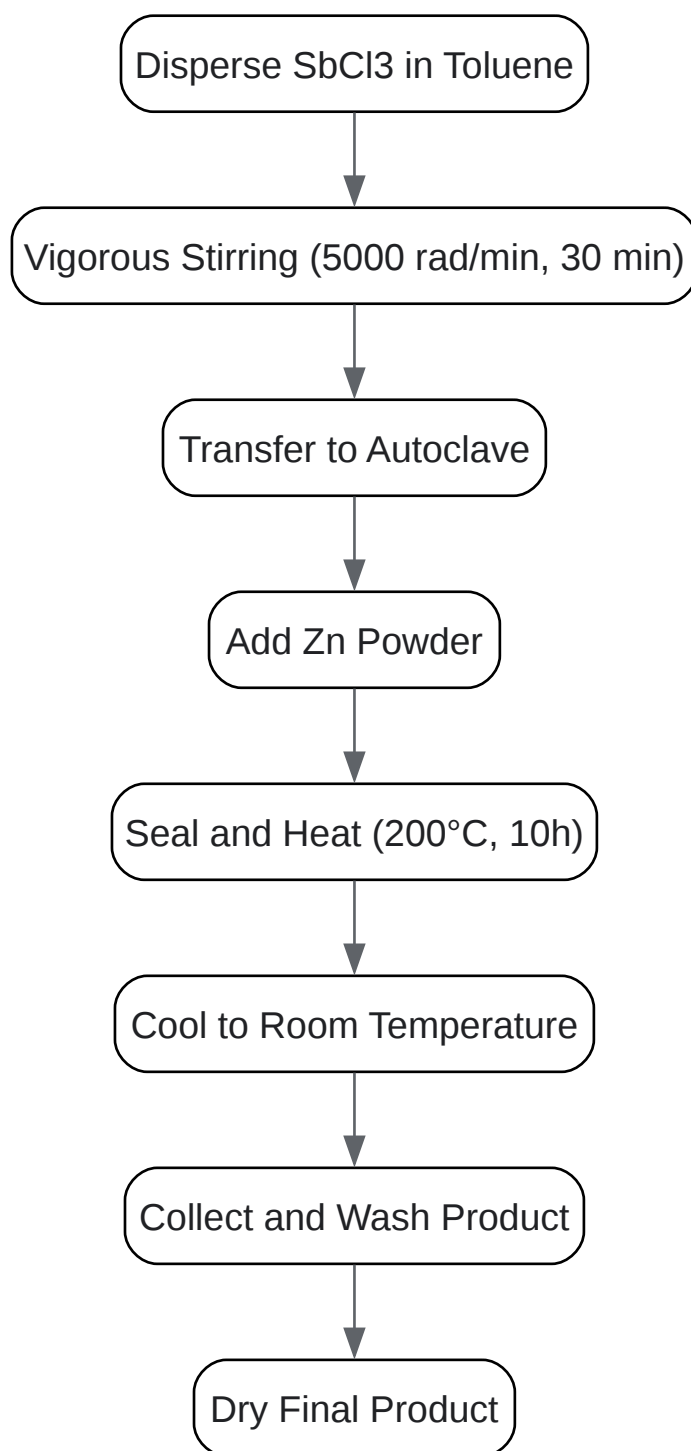 Disperse SbCl3 in Toluene
Vigorous Stirring (5000 rad/min, 30 min)
Transfer to Autoclave
Add Zn Powder
Seal and Heat (200°C, 10h)
Cool to Room Temperature
Collect and Wash Product
Dry Final Product